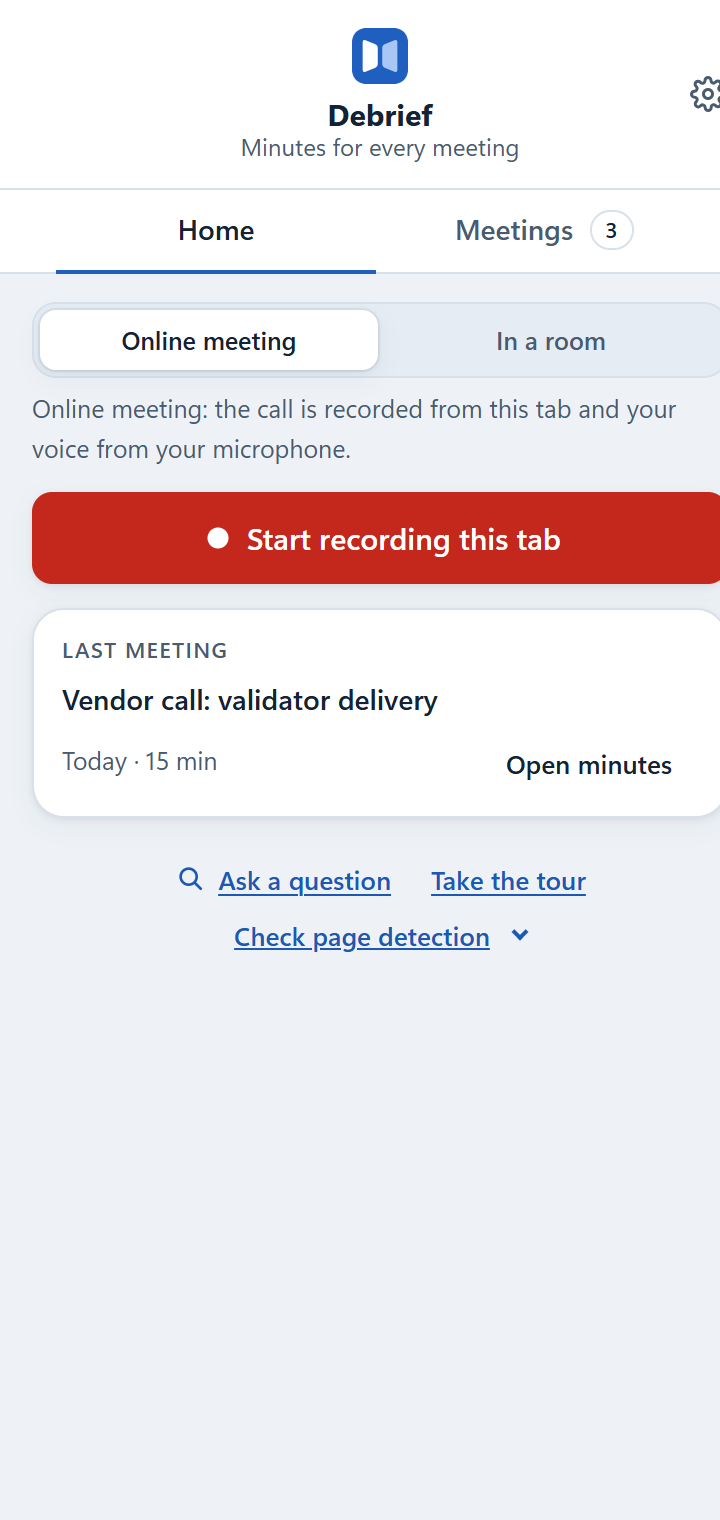 Debrief
Minutes for every meeting
Home
Meetings 3
Online meeting
In a room
Online meeting: the call is recorded from this tab and your
voice from your microphone.
Start recording this tab
LAST MEETING
Vendor call: validator delivery
Today · 15 min
Open minutes
Ask a question
Take the tour
Check page detection